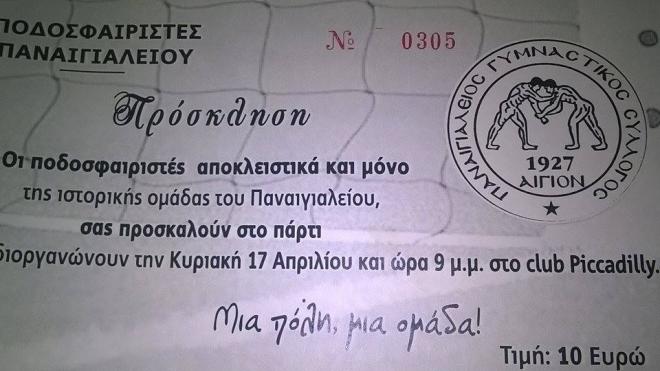 ΠΟΔΟΣΦΑΙΡΙΣΤΕΣ
ΠΑΝΑΙΓΙΑΛΕΙΟΥ
№ 0305
Πρόσκληση
ΠΑΝΑΙΓΙΑΛΕΙΟΣ ΓΥΜΝΑΣΤΙΚΟΣ ΣΥΛΛΟΓΟΣ
1927
ΑΙΓΙΟΝ
Οι ποδοσφαιριστές αποκλειστικά και μόνο
της ιστορικής ομάδας του Παναιγιαλείου,
σας προσκαλούν στο πάρτι
διοργανώνουν την Κυριακή 17 Απριλίου και ώρα 9 μ.μ. στο club Piccadilly.
Μια πόλη, μια ομάδα!
Τιμή: 10 Ευρώ